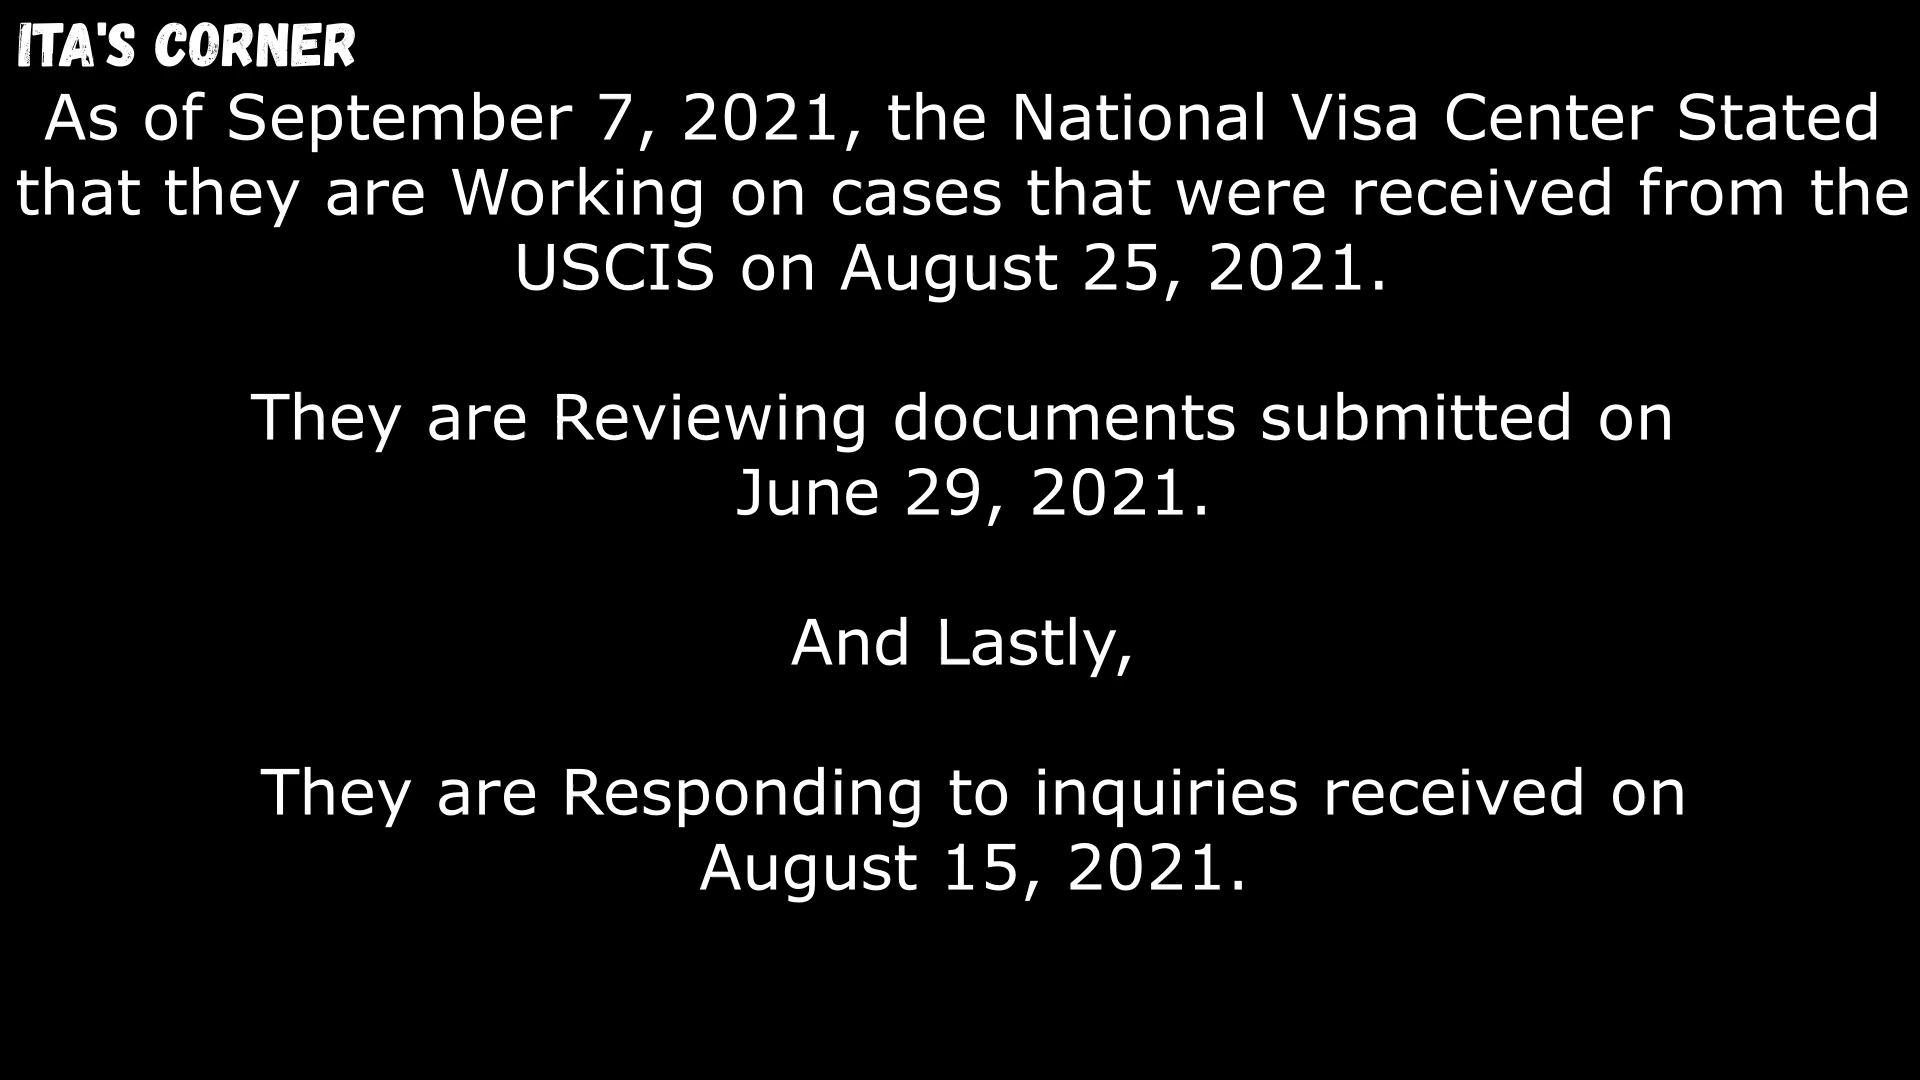 ITA'S CORNER
As of September 7, 2021, the National Visa Center Stated
that they are Working on cases that were received from the
USCIS on August 25, 2021.
They are Reviewing documents submitted on
June 29, 2021.
And Lastly,
They are Responding to inquiries received on
August 15, 2021.